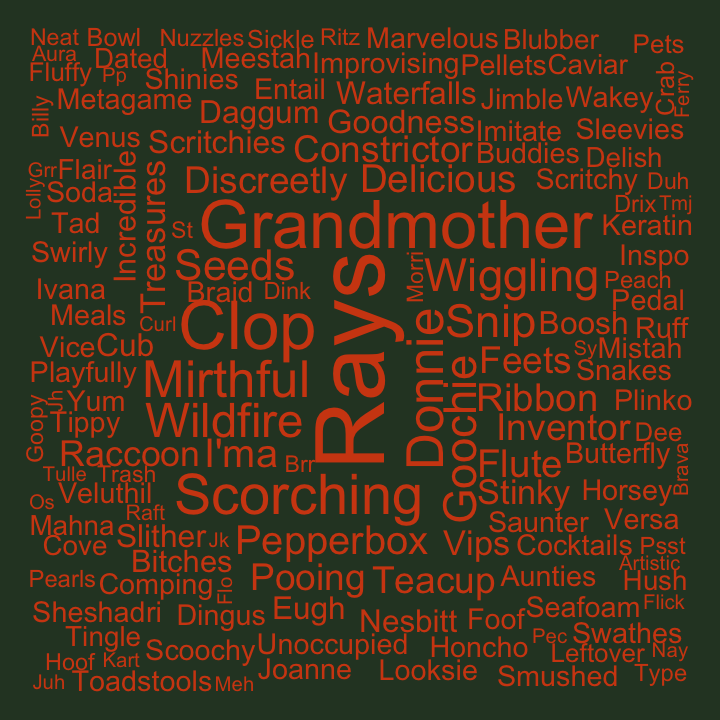 Neat Bowl Nuzzles Sickle Ritz Marvelous Blubber Pets
Aura Dated Meestah Improvising Pellets Caviar
Fluffy Pp Shinies Entail Waterfalls Jimble Wakey Crab Ferry
Billy Metagame Daggum Goodness Imitate Sleevies
Venus Scritchies Constrictor Buddies Delish
Lolly Grr Flair Incredible Treasures Discreetly Delicious Scritchy Duh
Soda Drix Tmj
Tad St Grandmother Keratin
Swirly Seeds Rays Morri Wiggling Inspo
Ivana Braid Dink Peach
Meals Curl Clop Donnie Snip Boosh Pedal Ruff
Vice Cub Goochie Feets Sy Mistah
Playfully Mirthful Snakes
Goopy Jh Yum Ribbon Plinko
Tippy Wildfire Inventor Dee
Raccoon I'ma Brr Flute Butterfly Brava
Tulle Trash
Os Veluthil Scorching Stinky Horsey
Mahna Raft Saunter Versa
Cove Slither Jk Pepperbox Vips Cocktails Psst
Bitches Artistic
Pearls Comping Flo Pooing Teacup Aunties Hush
Sheshadri Dingus Eugh Nesbitt Foof Seafoam Flick
Tingle Scoochy Unoccupied Honcho Pec Swathes
Hoof Kart Joanne Looksie Leftover Nay
Juh Toadstools Meh Smushed Type